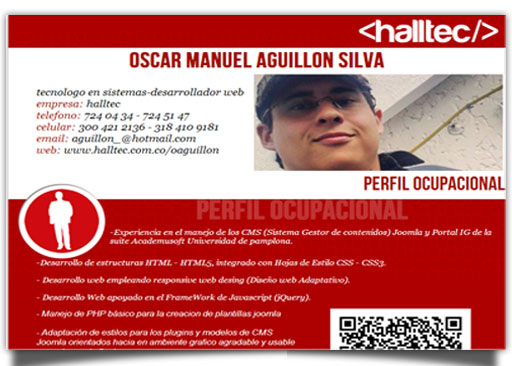 <halltec/>
OSCAR MANUEL AGUILLON SILVA
tecnologo en sistemas-desarrollador web
empresa: halltec
telefono: 724 04 34 - 724 51 47
celular: 300 421 2136 - 318 410 9181
email: aguillon_@hotmail.com
web: www.halltec.com.co/oaguillon
PERFIL OCUPACIONAL
PERFIL OCUPACIONAL
-Experiencia en el manejo de los CMS (Sistema Gestor de contenidos) Joomla y Portal IG de la
suite Academusoft Universidad de pamplona.
- Desarrollo de estructuras HTML - HTML5, integrado con Hojas de Estilo CSS - CSS3.
- Desarrollo web empleando responsive web desing (Diseño web Adaptativo).
- Desarrollo Web apoyado en el FrameWork de Javascript (jQuery).
- Manejo de PHP básico para la creacion de plantillas joomla
- Adaptación de estilos para los plugins y modelos de CMS
Joomla orientados hacia en ambiente grafico agradable y usable